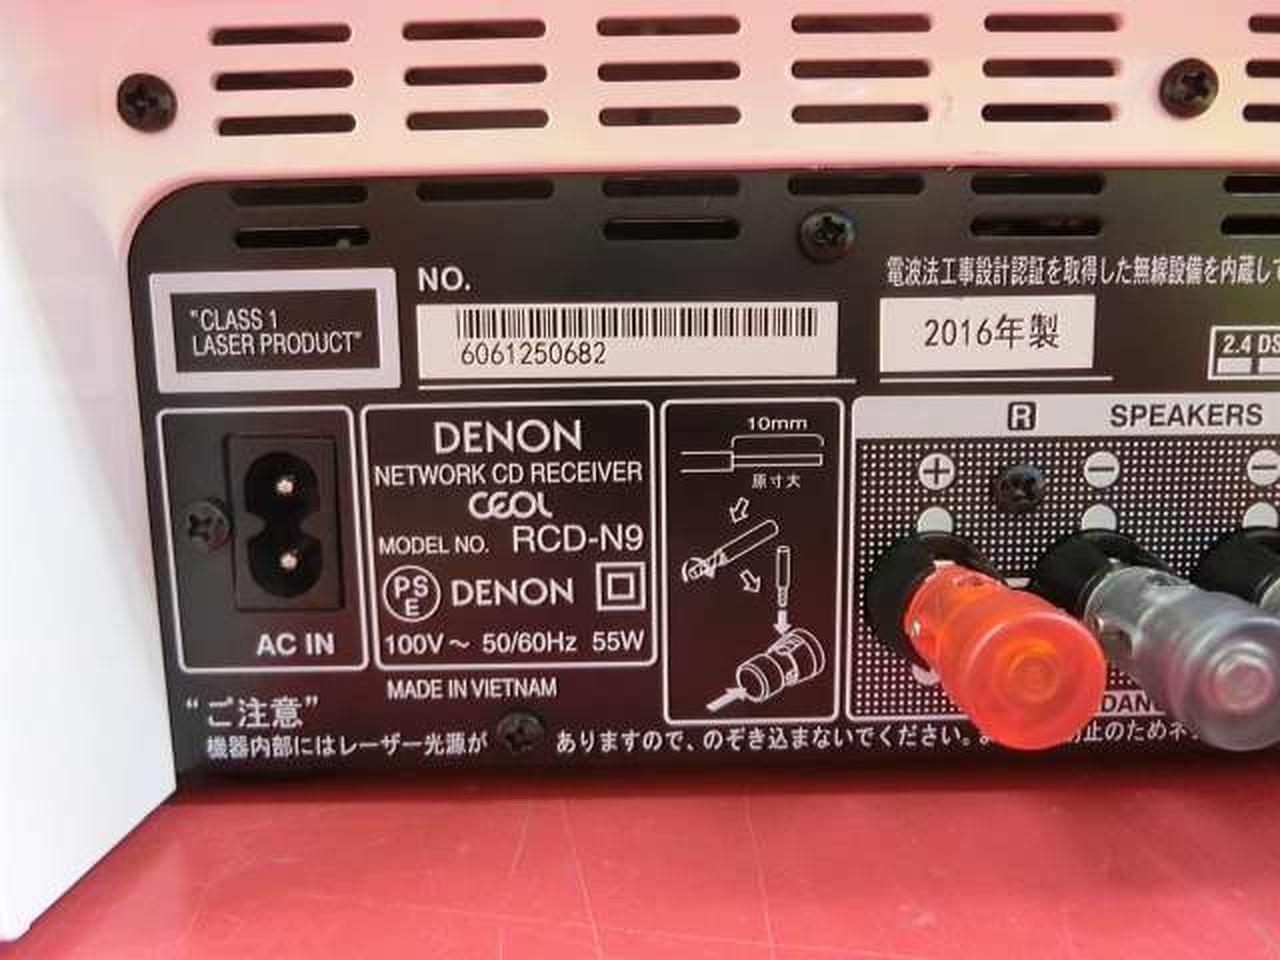 NO.
電波法工事設計認証を取得した無線設備を内蔵して
"CLASS 1
LASER PRODUCT"
6061250682
2016年製
2.4 DS
R
SPEAKERS
DENON
NETWORK CD RECEIVER
CEOL
MODEL NO. RCD-N9
PS
E
DENON
100V ～ 50/60Hz 55W
AC IN
10mm
原寸大
MADE IN VIETNAM
"ご注意"
機器内部にはレーザー光源が ありますので、のぞき込まないでください。
止のためネ